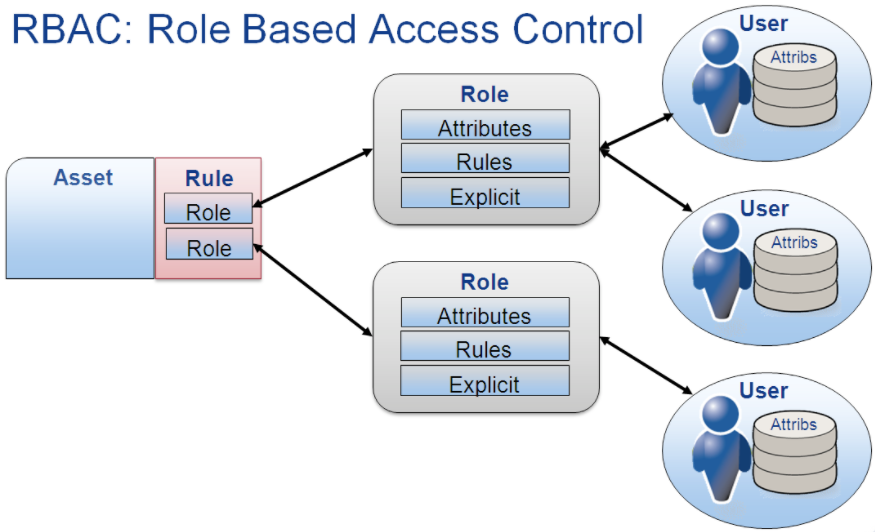 RBAC: Role Based Access Control
Asset
Rule
Role
Role
Role
Attributes
Rules
Explicit
Role
Attributes
Rules
Explicit
User
Attribs
User
Attribs
User
Attribs